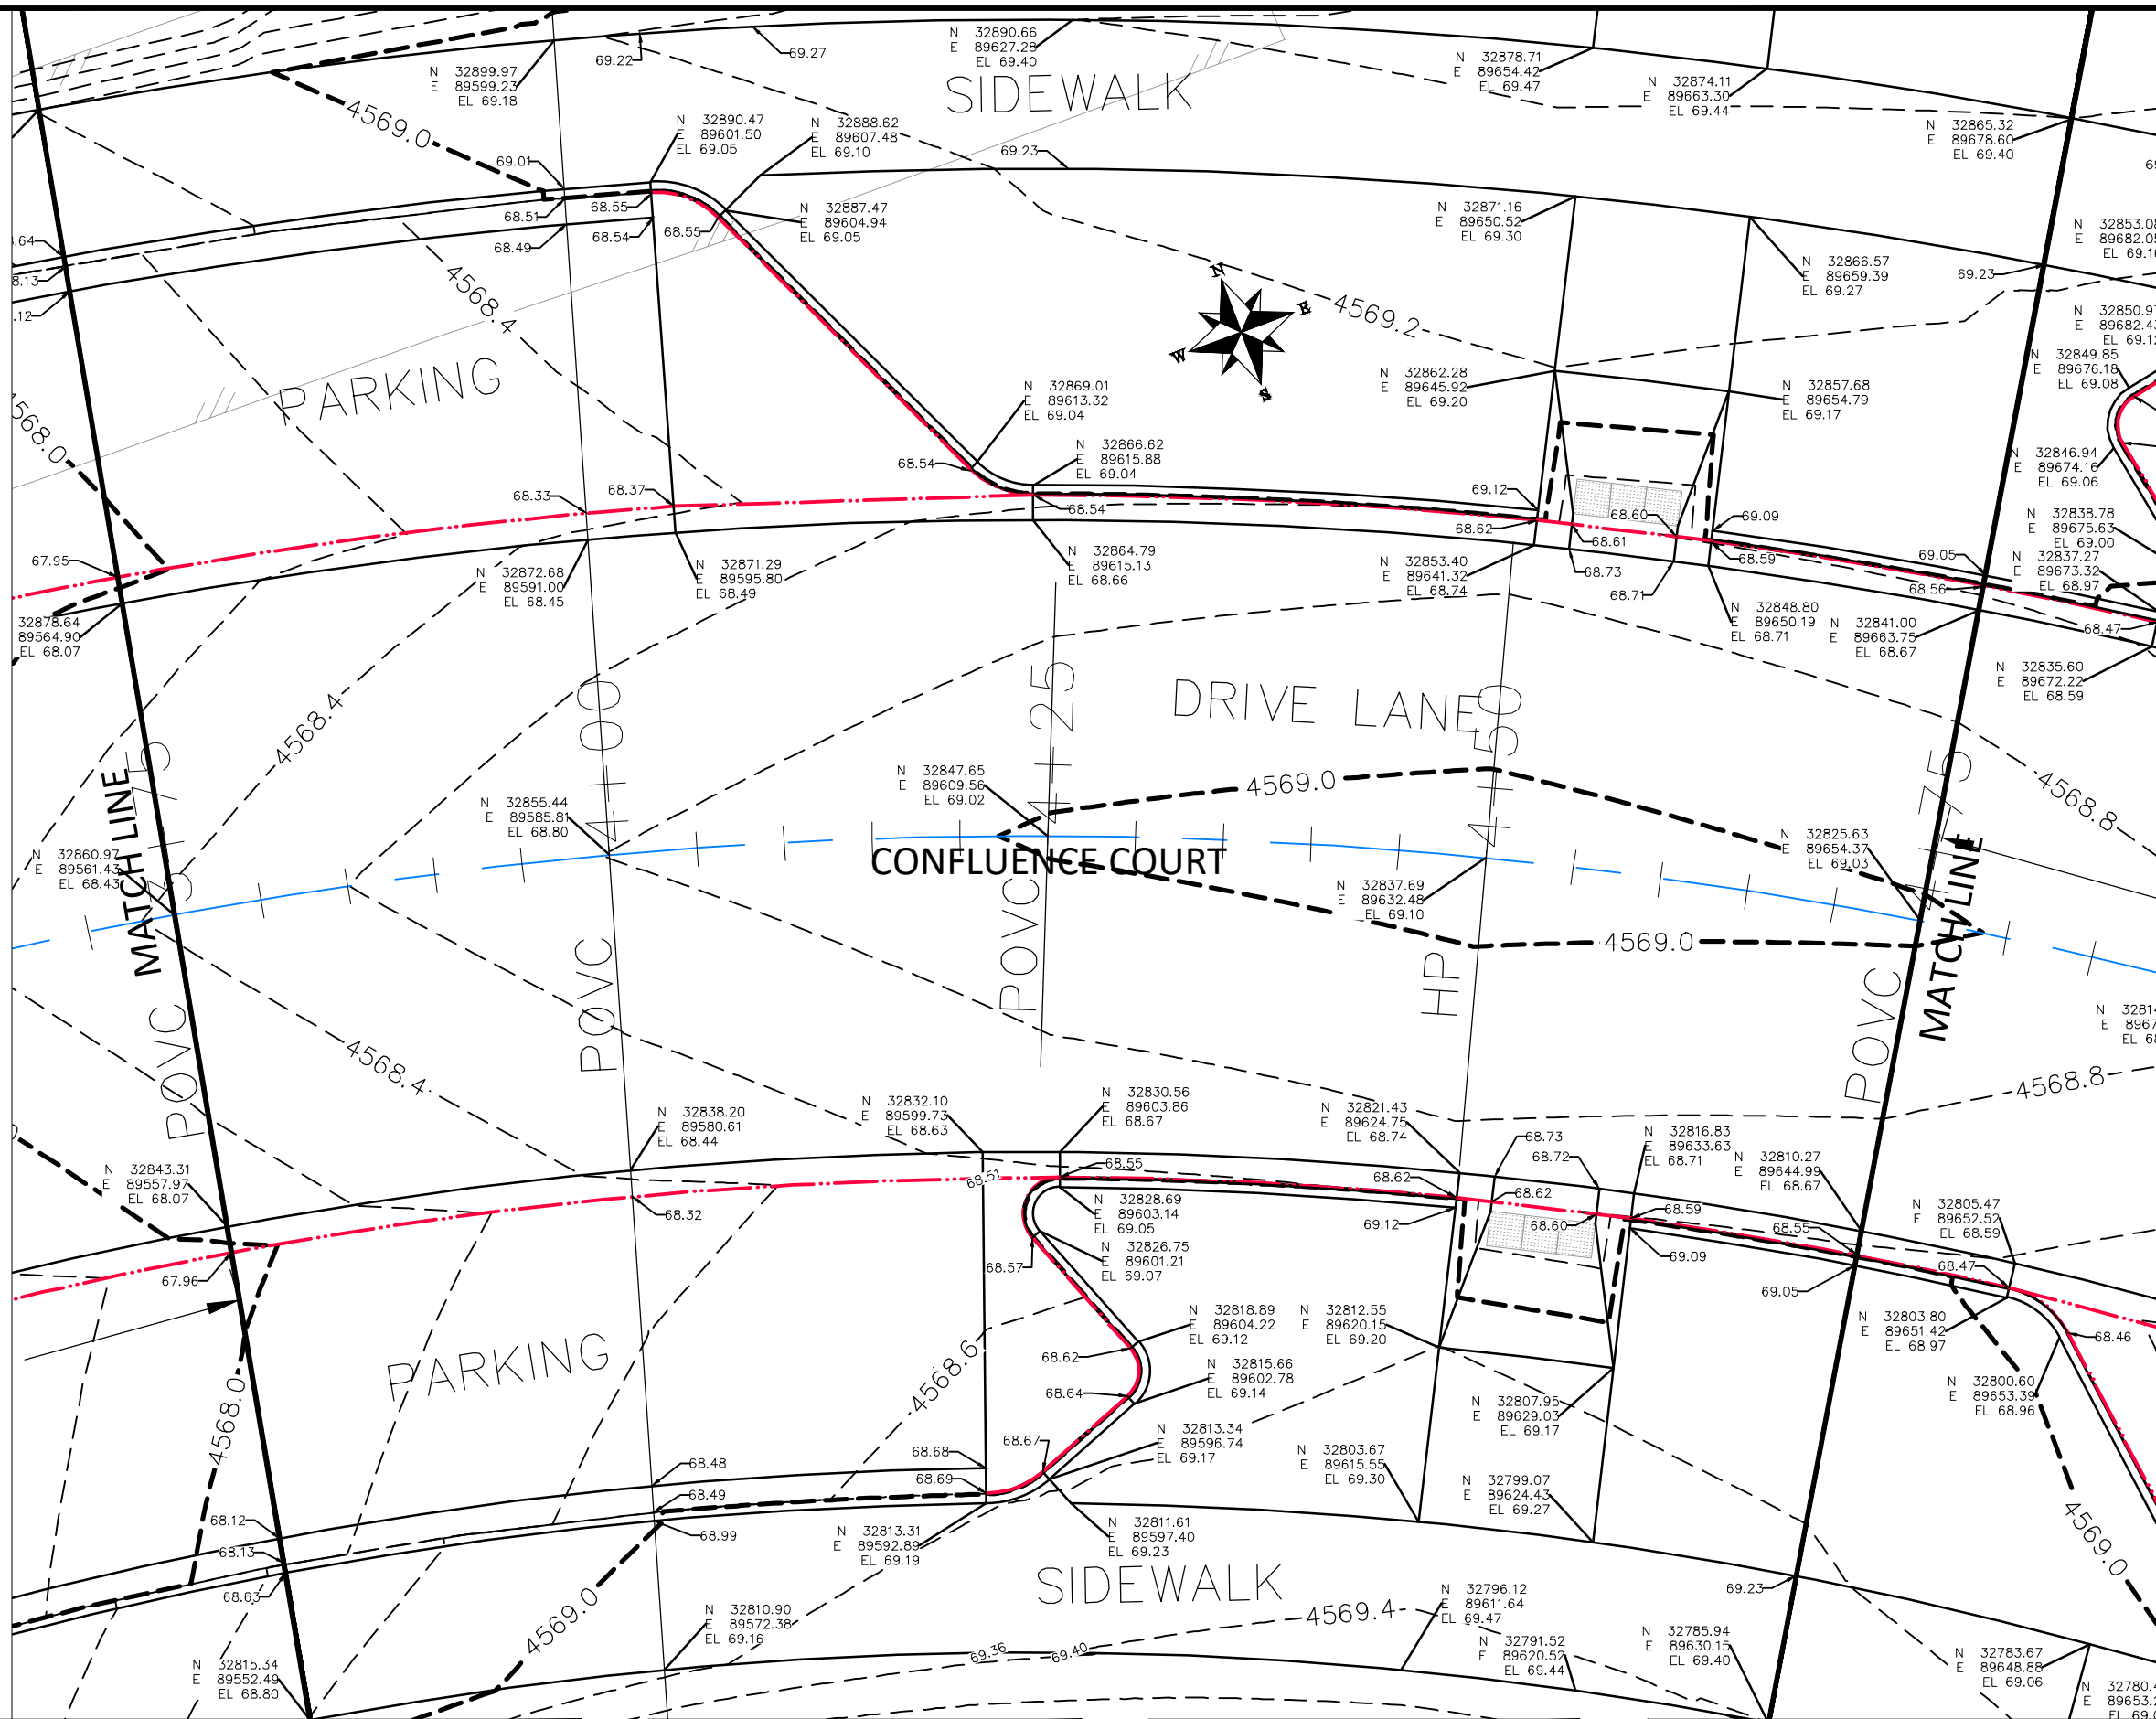 N 32890.66
E 89627.28
EL 69.40
69.27
69.22
N 32899.97
E 89599.23
EL 69.18
N 32878.71
E 89654.42
EL 69.47
N 32874.11
E 89663.30
EL 69.44
SIDEWALK
4569.0
N 32890.47
E 89601.50
EL 69.05
N 32888.62
E 89607.48
EL 69.10
N 32865.32
E 89678.60
EL 69.40
69.01
69.23
68.51
68.55
68.49
68.54
68.55
N 32887.47
E 89604.94
EL 69.05
N 32871.16
E 89650.52
EL 69.30
N 32866.57
E 89659.39
EL 69.27
69.23
4568.4
N
E
W
S
4569.2
PARKING
N 32869.01
E 89613.32
EL 69.04
N 32862.28
E 89645.92
EL 69.20
N 32857.68
E 89654.79
EL 69.17
N 32849.85
E 89676.18
EL 69.08
N 32866.62
E 89615.88
EL 69.04
N 32846.94
E 89674.16
EL 69.06
68.54
68.33
68.37
68.54
69.12
68.62
68.60
68.61
69.09
68.59
68.73
68.71
N 32838.78
E 89675.63
EL 69.00
N 32837.27
E 89673.32
EL 68.97
69.05
68.56
68.47
67.95
N 32872.68
E 89591.00
EL 68.45
N 32871.29
E 89595.80
EL 68.49
N 32864.79
E 89615.13
EL 68.66
N 32853.40
E 89641.32
EL 68.74
N 32848.80
E 89650.19
EL 68.71
N 32841.00
E 89663.75
EL 68.67
N 32835.60
E 89672.22
EL 68.59
32878.64
89564.90
EL 68.07
4568.4
DRIVE LANE
POVC 4+00
POVC 4+25
HP 4+50
MATCH LINE
N 32855.44
E 89585.81
EL 68.80
N 32847.65
E 89609.56
EL 69.02
4569.0
4568.8
N 32860.97
E 89561.43
EL 68.43
CONFLUENCE COURT
N 32825.63
E 89654.37
EL 69.03
N 32837.69
E 89632.48
EL 69.10
4569.0
MATCH LINE
POVC
POVC
4568.4
4568.8
N 32838.20
E 89580.61
EL 68.44
N 32832.10
E 89599.73
EL 68.63
N 32830.56
E 89603.86
EL 68.67
N 32821.43
E 89624.75
EL 68.74
N 32816.83
E 89633.63
EL 68.71
N 32810.27
E 89644.99
EL 68.67
N 32805.47
E 89652.52
EL 68.59
N 32843.31
E 89557.97
EL 68.07
67.96
68.32
68.51
68.55
68.62
68.73
68.72
68.62
68.60
68.59
69.12
69.09
68.55
69.05
68.47
68.46
N 32828.69
E 89603.14
EL 69.05
N 32826.75
E 89601.21
EL 69.07
68.57
N 32818.89
E 89604.22
EL 69.12
N 32812.55
E 89620.15
EL 69.20
N 32803.80
E 89651.42
EL 68.97
N 32800.60
E 89653.39
EL 68.96
PARKING
4568.0
4568.6
68.62
68.64
N 32815.66
E 89602.78
EL 69.14
N 32807.95
E 89629.03
EL 69.17
N 32813.34
E 89596.74
EL 69.17
68.67
68.68
68.69
68.48
68.49
68.99
N 32803.67
E 89615.55
EL 69.30
N 32799.07
E 89624.43
EL 69.27
68.12
68.13
68.63
N 32813.31
E 89592.89
EL 69.19
N 32811.61
E 89597.40
EL 69.23
4569.0
SIDEWALK
69.23
4569.0
N 32810.90
E 89572.38
EL 69.16
N 32796.12
E 89611.64
EL 69.47
4569.4
69.36
69.40
N 32791.52
E 89620.52
EL 69.44
N 32785.94
E 89630.15
EL 69.40
N 32783.67
E 89648.88
EL 69.06
N 32815.34
E 89552.49
EL 68.80